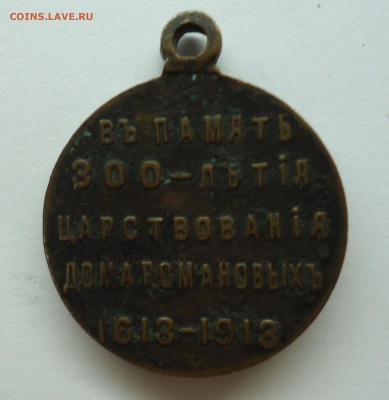 COINS.LAVE.RU
ВЪ ПАМЯТЬ
300-ЛѢТІЯ
ЦАРСТВОВАНІЯ
ДОМА РОМАНОВЫХЪ
1613-1913